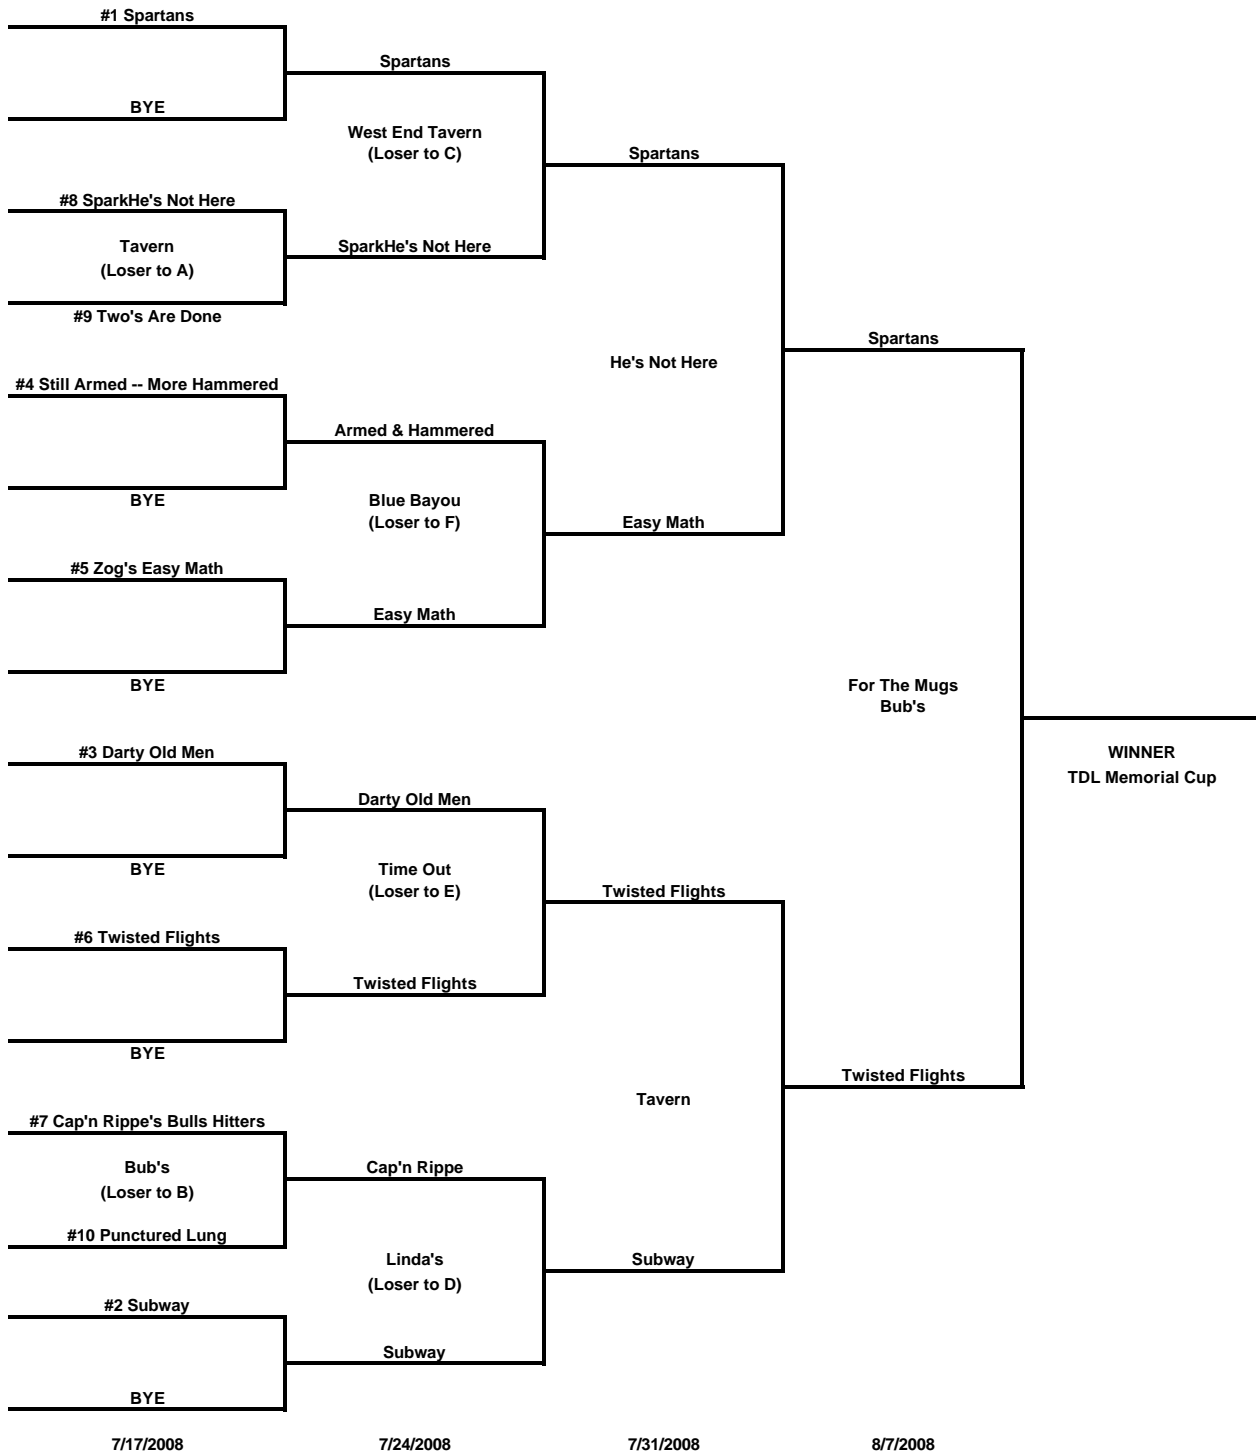 #1 Spartans
Spartans
BYE
West End Tavern
(Loser to C)
Spartans
#8 SparkHe's Not Here
Tavern
(Loser to A)
SparkHe's Not Here
#9 Two's Are Done
Spartans
He's Not Here
#4 Still Armed -- More Hammered
Armed & Hammered
BYE
Blue Bayou
(Loser to F)
Easy Math
#5 Zog's Easy Math
Easy Math
BYE
For The Mugs
Bub's
WINNER
TDL Memorial Cup
#3 Darty Old Men
Darty Old Men
BYE
Time Out
(Loser to E)
Twisted Flights
#6 Twisted Flights
Twisted Flights
BYE
Twisted Flights
Tavern
#7 Cap'n Rippe's Bulls Hitters
Bub's
(Loser to B)
Cap'n Rippe
#10 Punctured Lung
Linda's
(Loser to D)
Subway
#2 Subway
Subway
BYE
7/17/2008
7/24/2008
7/31/2008
8/7/2008